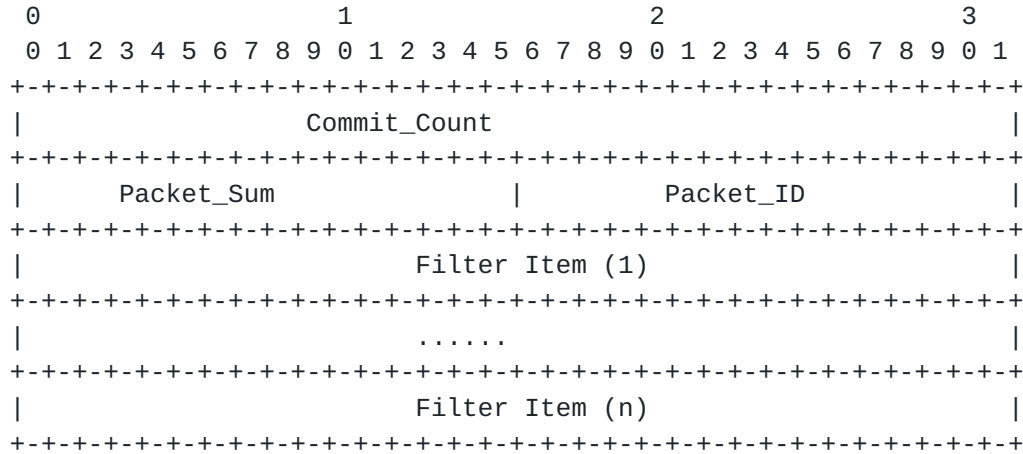 0                   1                   2                   3
 0 1 2 3 4 5 6 7 8 9 0 1 2 3 4 5 6 7 8 9 0 1 2 3 4 5 6 7 8 9 0 1
+-+-+-+-+-+-+-+-+-+-+-+-+-+-+-+-+-+-+-+-+-+-+-+-+-+-+-+-+-+-+-+-+
|                  Commit_Count                                 |
+-+-+-+-+-+-+-+-+-+-+-+-+-+-+-+-+-+-+-+-+-+-+-+-+-+-+-+-+-+-+-+-+
|      Packet_Sum               |         Packet_ID             |
+-+-+-+-+-+-+-+-+-+-+-+-+-+-+-+-+-+-+-+-+-+-+-+-+-+-+-+-+-+-+-+-+
|                         Filter Item (1)                       |
+-+-+-+-+-+-+-+-+-+-+-+-+-+-+-+-+-+-+-+-+-+-+-+-+-+-+-+-+-+-+-+-+
|                         ......                                |
+-+-+-+-+-+-+-+-+-+-+-+-+-+-+-+-+-+-+-+-+-+-+-+-+-+-+-+-+-+-+-+-+
|                         Filter Item (n)                       |
+-+-+-+-+-+-+-+-+-+-+-+-+-+-+-+-+-+-+-+-+-+-+-+-+-+-+-+-+-+-+-+-+